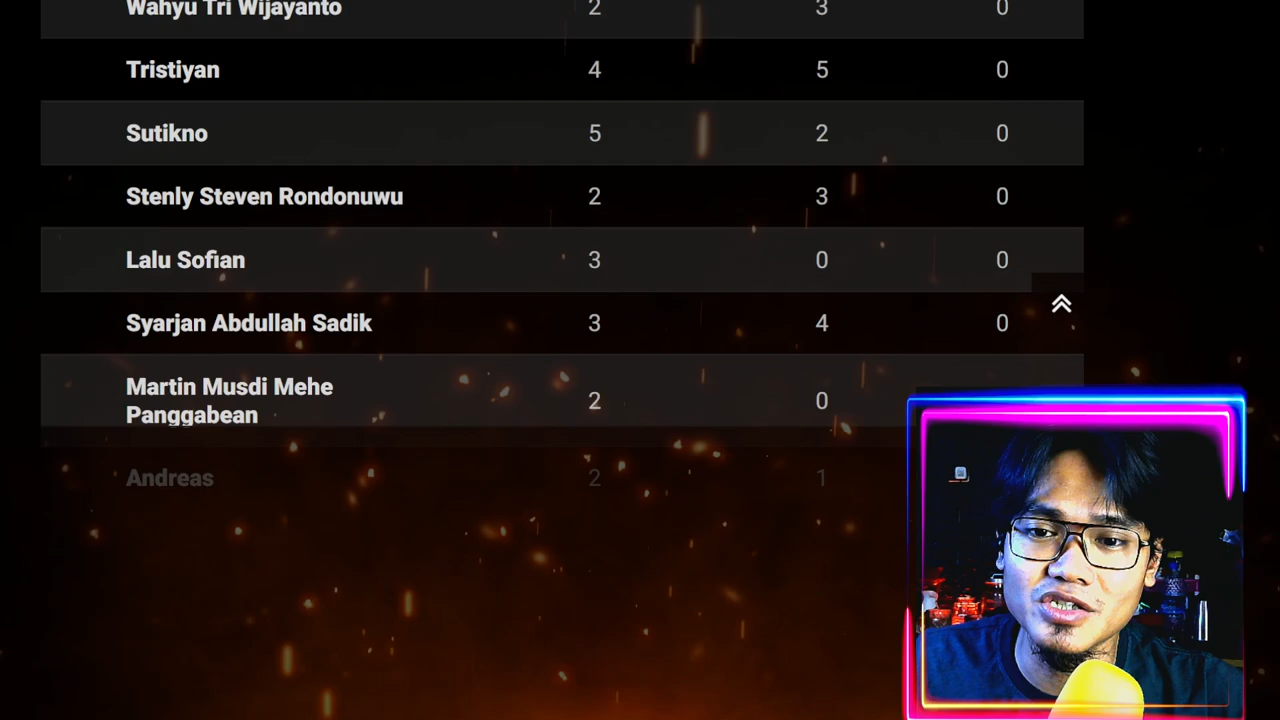 Wahyu Tri Wijayanto 2 3 0
Tristiyan 4 5 0
Sutikno 5 2 0
Stenly Steven Rondonuwu 2 3 0
Lalu Sofian 3 0 0
Syarjan Abdullah Sadik 3 4 0
Martin Musdi Mehe
Panggabean 2 0
Andreas 2 1